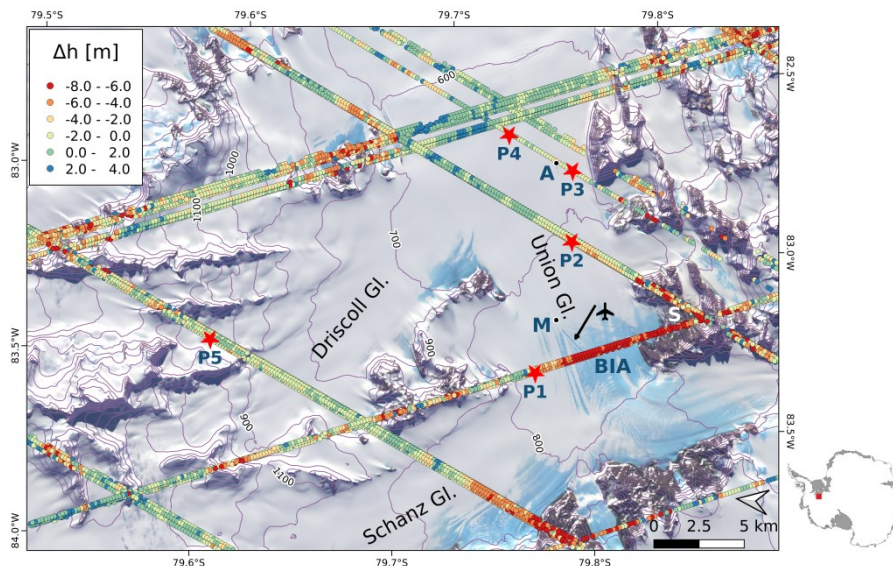 79.5°S
79.7°S
79.8°S
Δh [m]
-8.0 - -6.0
-6.0 - -4.0
-4.0 - -2.0
-2.0 - 0.0
0.0 - 2.0
2.0 - 4.0
82.5°W
600
1000
1100
P4
A
P3
83.0°W
83.0°W
700
Union Gl.
P2
Driscoll Gl.
M
S
83.5°W
P5
900
BIA
P1
900
800
83.5°W
1100
Schanz Gl.
84.0°W
0 2.5 5 km
79.6°S
79.7°S
79.8°S